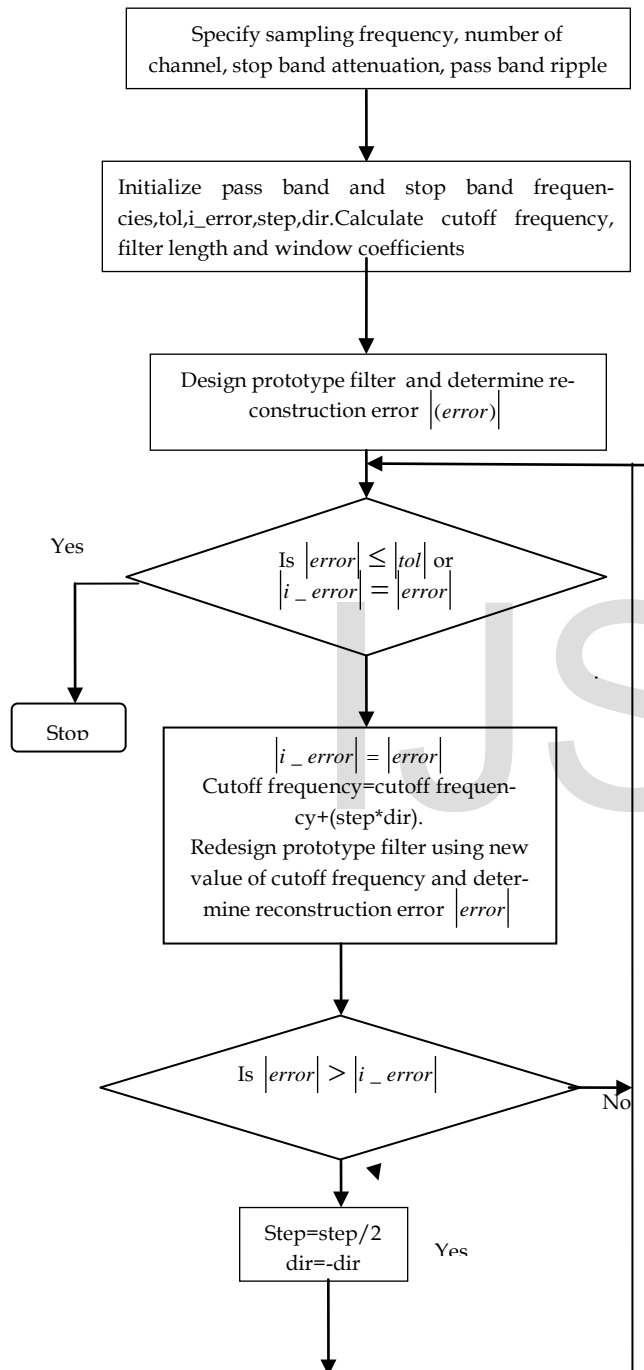 Specify sampling frequency, number of
channel, stop band attenuation, pass band ripple
Initialize pass band and stop band frequen-
cies,tol,i_error,step,dir.Calculate cutoff frequency,
filter length and window coefficients
Design prototype filter and determine re-
construction error |(error)|
Yes
Is |error| ≤ |tol| or
|i _ error| = |error|
Stop
|i _ error| = |error|
Cutoff frequency=cutoff frequen-
cy+(step*dir).
Redesign prototype filter using new
value of cutoff frequency and deter-
mine reconstruction error |error|
Is |error| > |i _ error|
No
Step=step/2
dir=-dir
Yes
IJS